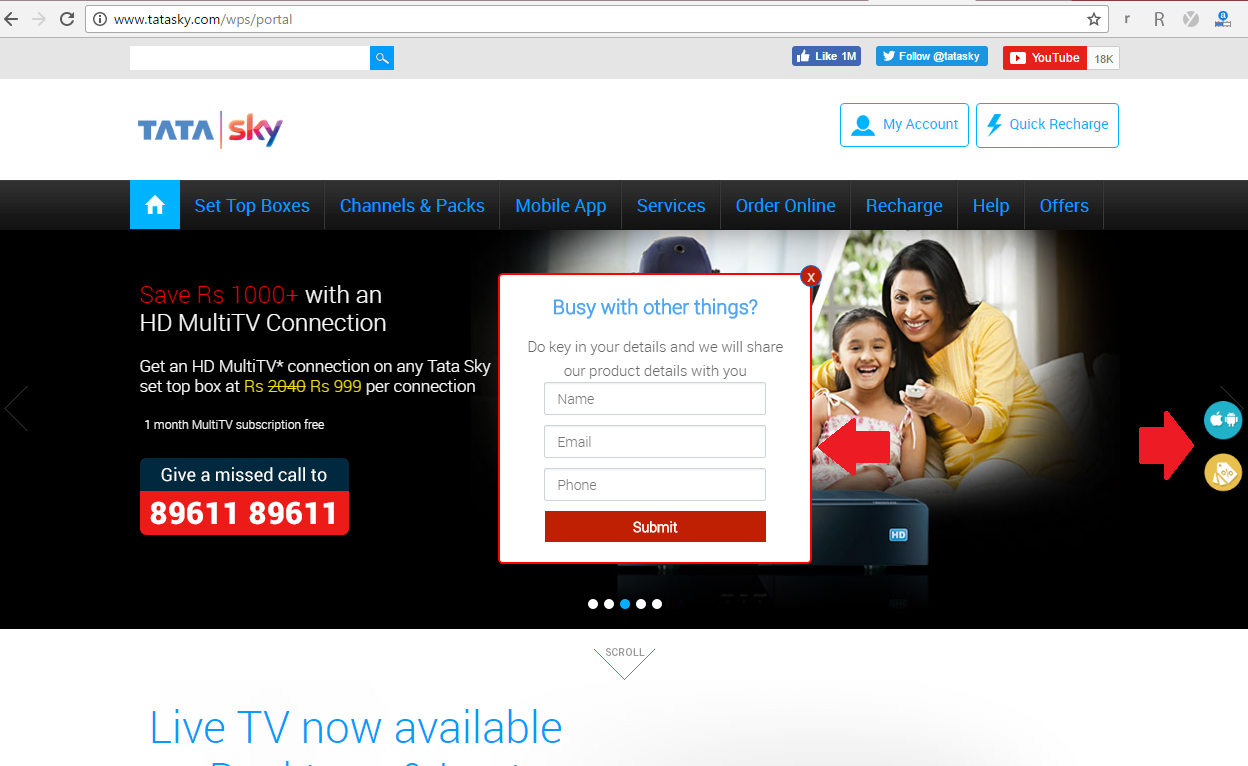 www.tatasky.com/wps/portal
r
R
Like 1M
Follow @tatasky
YouTube
18K
TATA sky
My Account
Quick Recharge
Set Top Boxes
Channels & Packs
Mobile App
Services
Order Online
Recharge
Help
Offers
Save Rs 1000+ with an
HD MultiTV Connection
Get an HD MultiTV* connection on any Tata Sky
set top box at Rs 2040 Rs 999 per connection
1 month MultiTV subscription free
Give a missed call to
89611 89611
X
Busy with other things?
Do key in your details and we will share
our product details with you
Name
Email
Phone
Submit
HD
%
SCROLL
Live TV now available